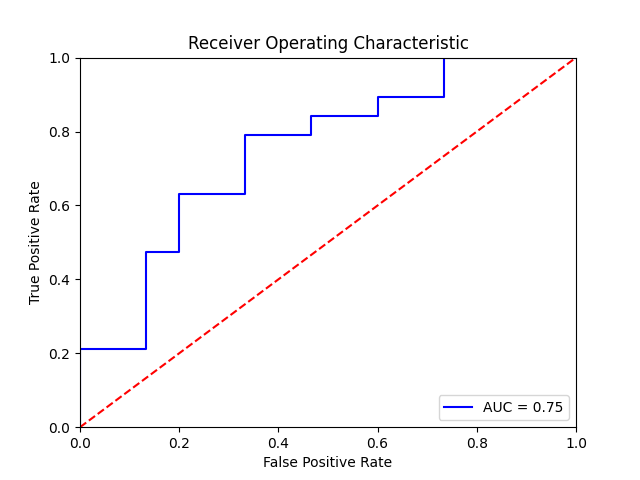 Receiver Operating Characteristic
1.0
0.8
0.6
0.4
0.2
0.0
True Positive Rate
AUC = 0.75
0.0 0.2 0.4 0.6 0.8 1.0
False Positive Rate